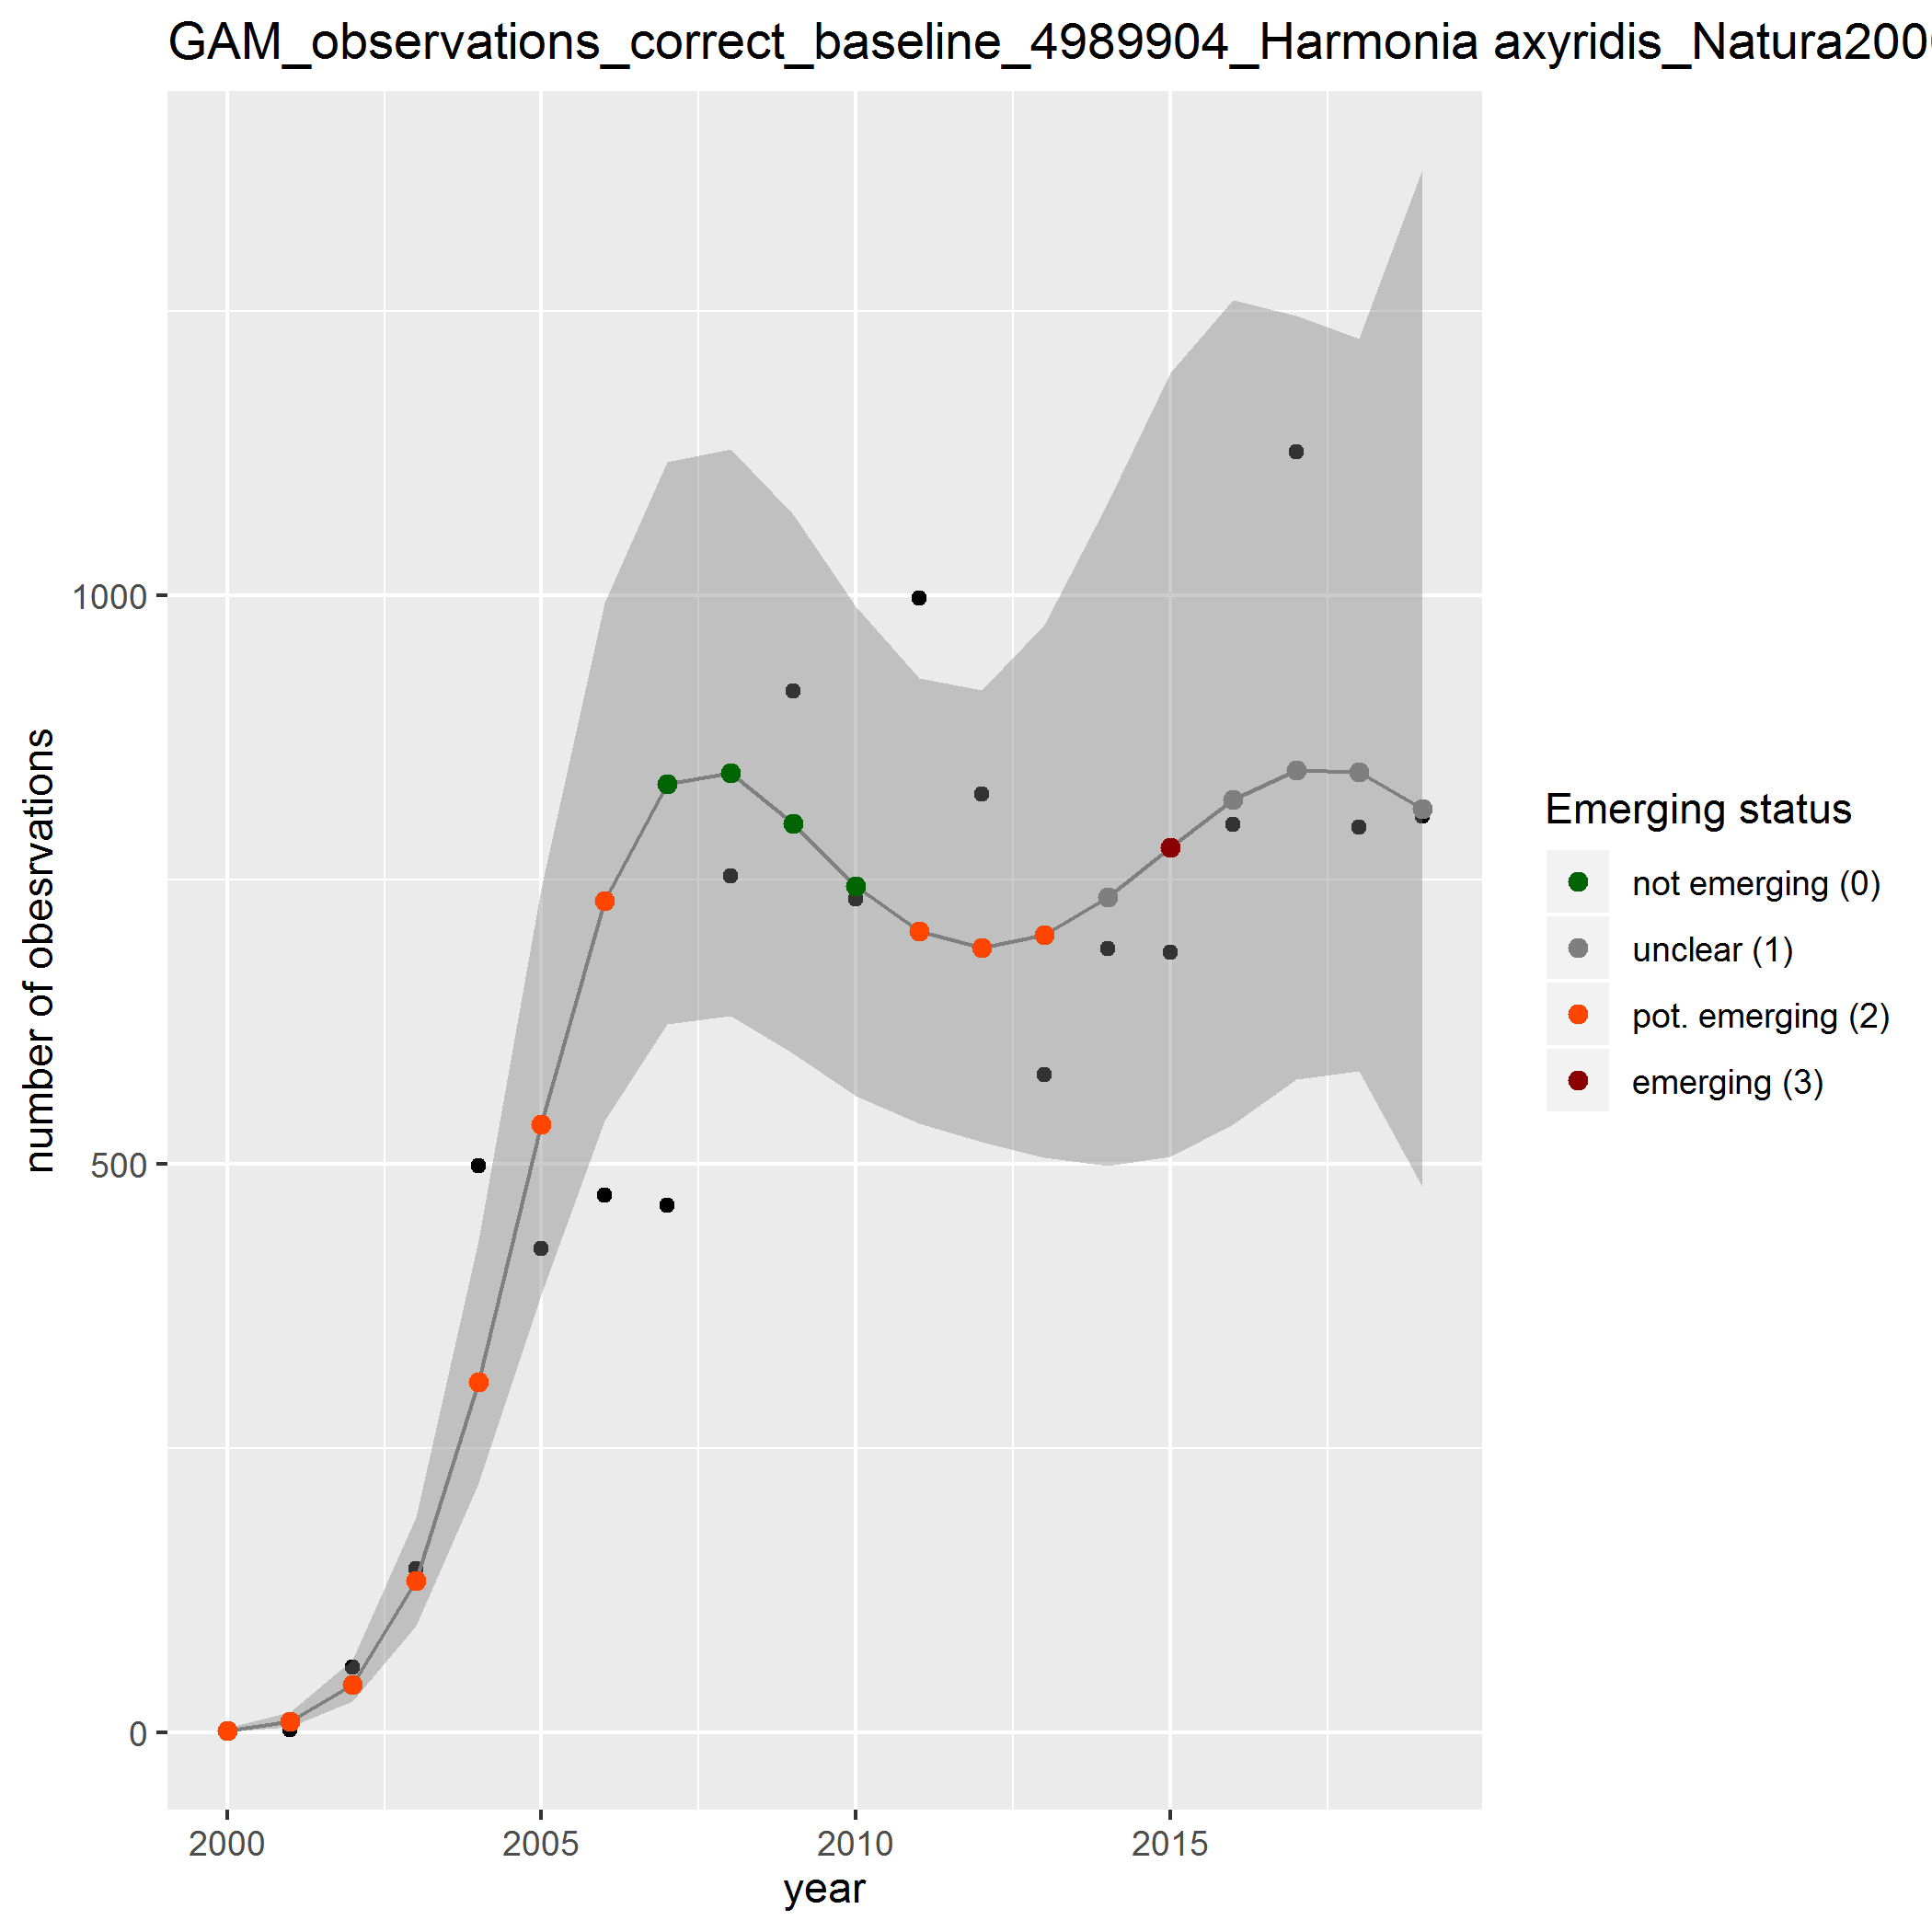 GAM_observations_correct_baseline_4989904_Harmonia axyridis_Natura200
1000
500
0
number of obesrvations
2000 2005 2010 2015
year
Emerging status
not emerging (0)
unclear (1)
pot. emerging (2)
emerging (3)